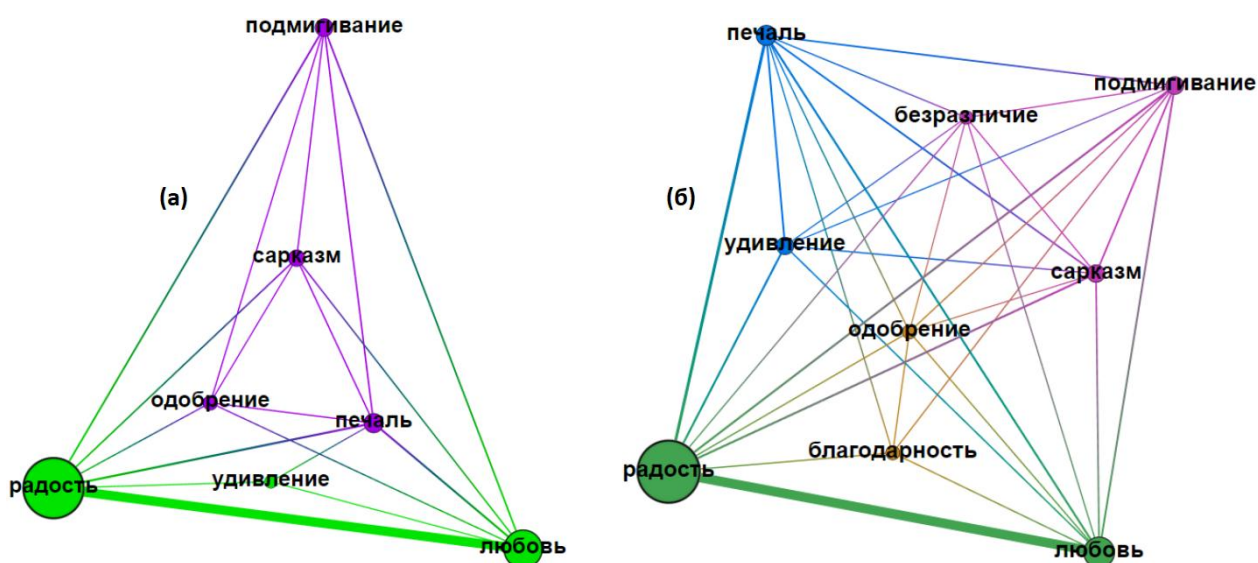 подмигивание
(а)
сарказм
одобрение
печаль
удивление
радость
любовь
печаль
подмигивание
безразличие
(б)
удивление
сарказм
одобрение
благодарность
радость
любовь